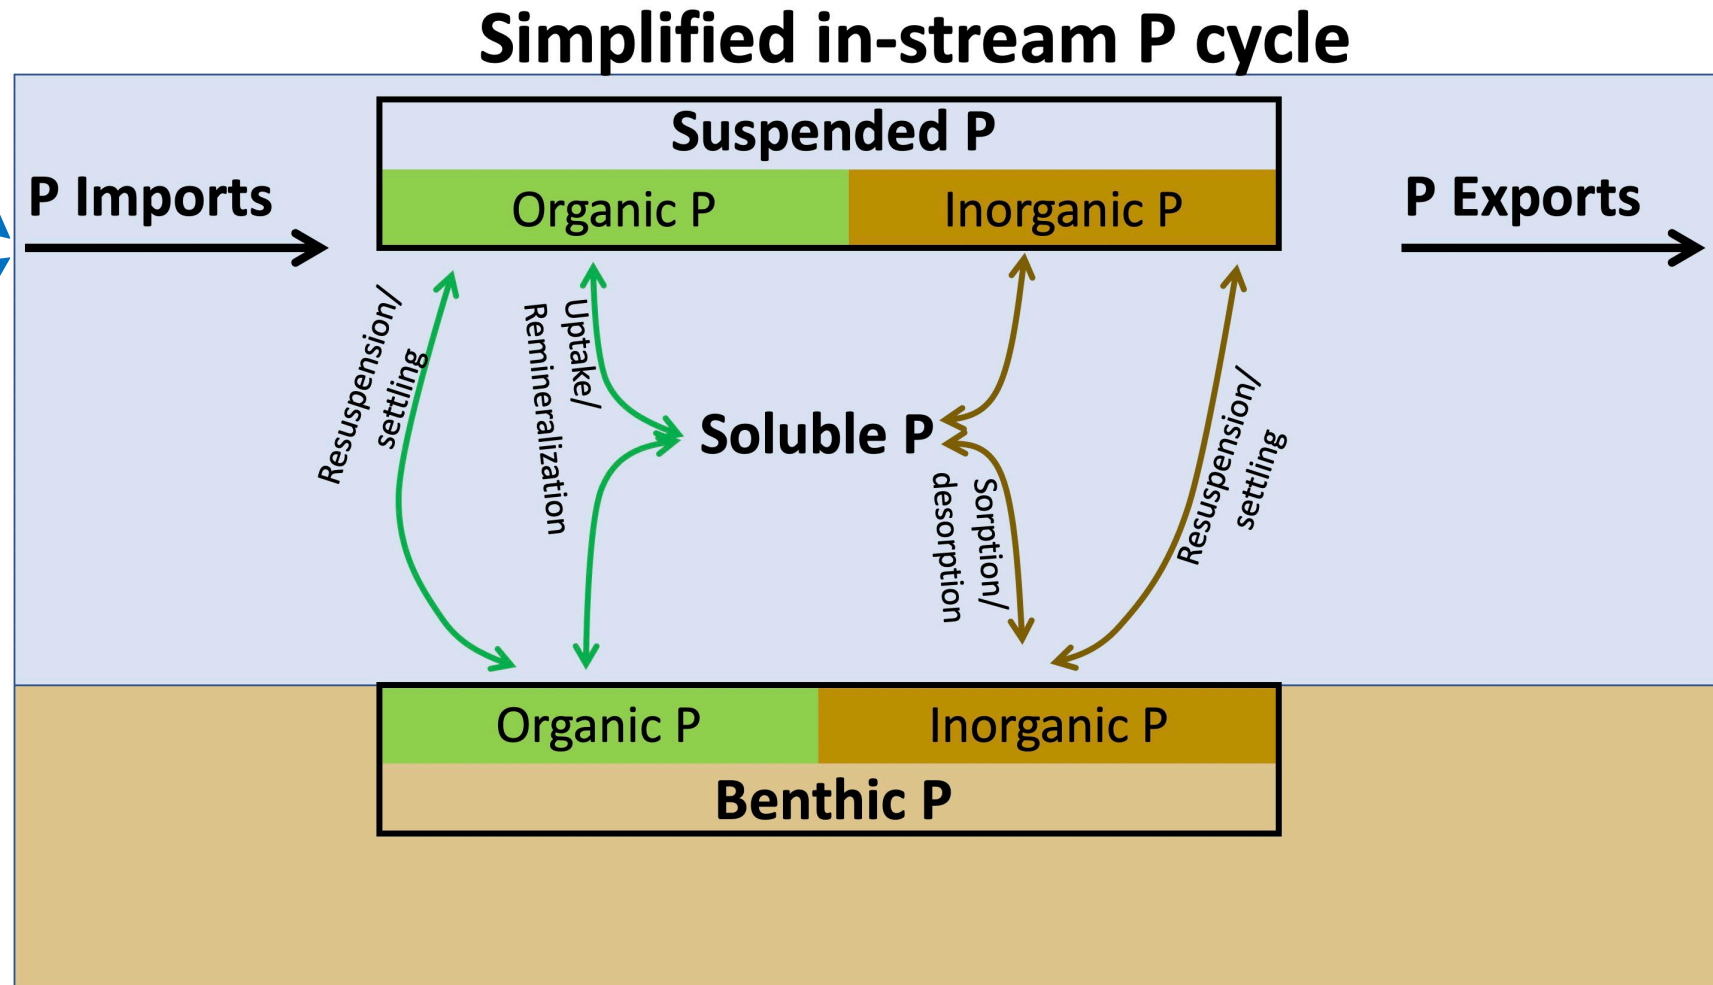 Simplified in-stream P cycle
Suspended P
P Imports
Organic P
Inorganic P
P Exports
Resuspension/
settling
Uptake/
Remineralization
Soluble P
Sorption/
desorption
Resuspension/
settling
Organic P
Inorganic P
Benthic P